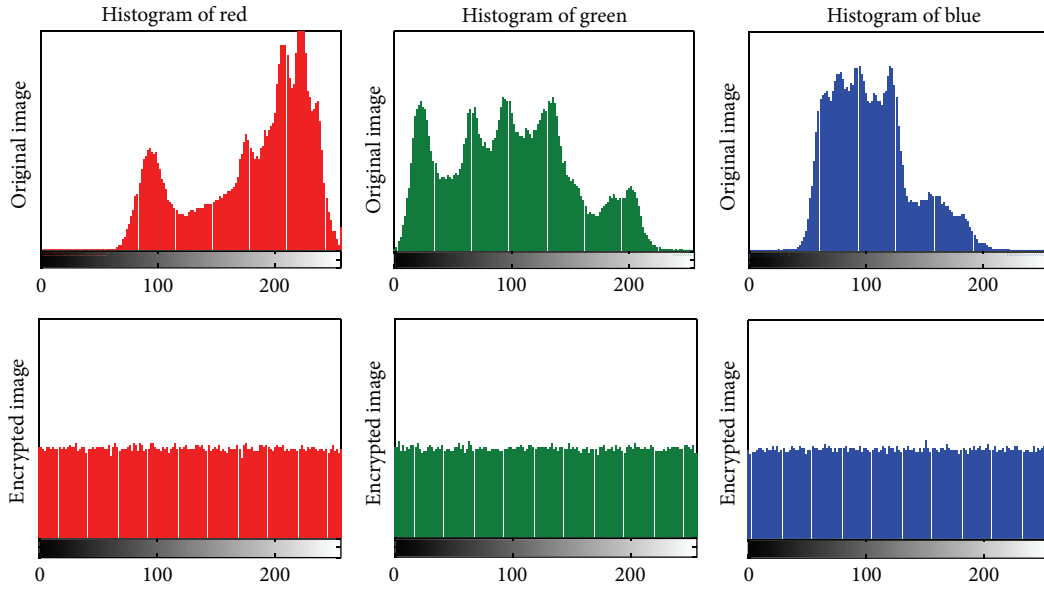 Histogram of red
Histogram of green
Histogram of blue
Original image
Original image
Original image
0 100 200
0 100 200
0 100 200
Encrypted image
Encrypted image
Encrypted image
0 100 200
0 100 200
0 100 200